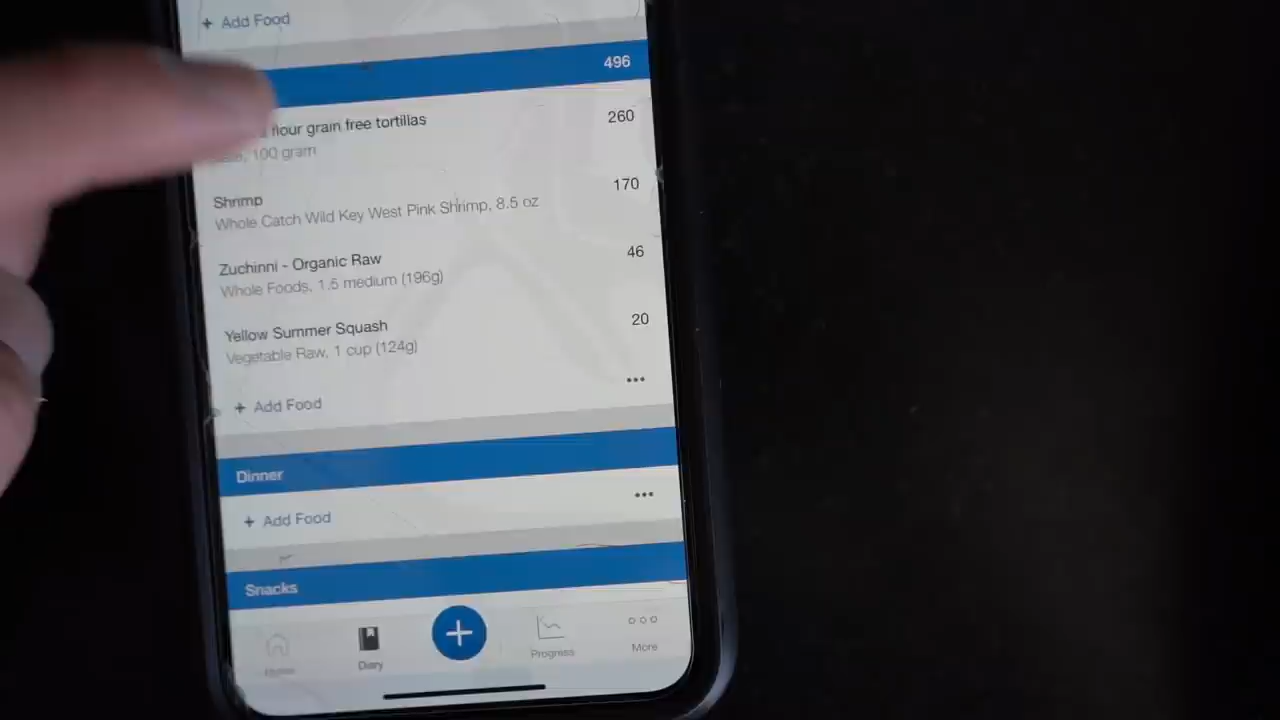 + Add Food
496
flour grain free tortillas
260
100 gram
Shrimp
170
Whole Catch Wild Key West Pink Shrimp, 8.5 oz
Zuchinni - Organic Raw
46
Whole Foods, 1.5 medium (196g)
Yellow Summer Squash
20
Vegetable Raw, 1 cup (124g)
+ Add Food
Dinner
+ Add Food
Snacks
Home
Diary
Progress
More